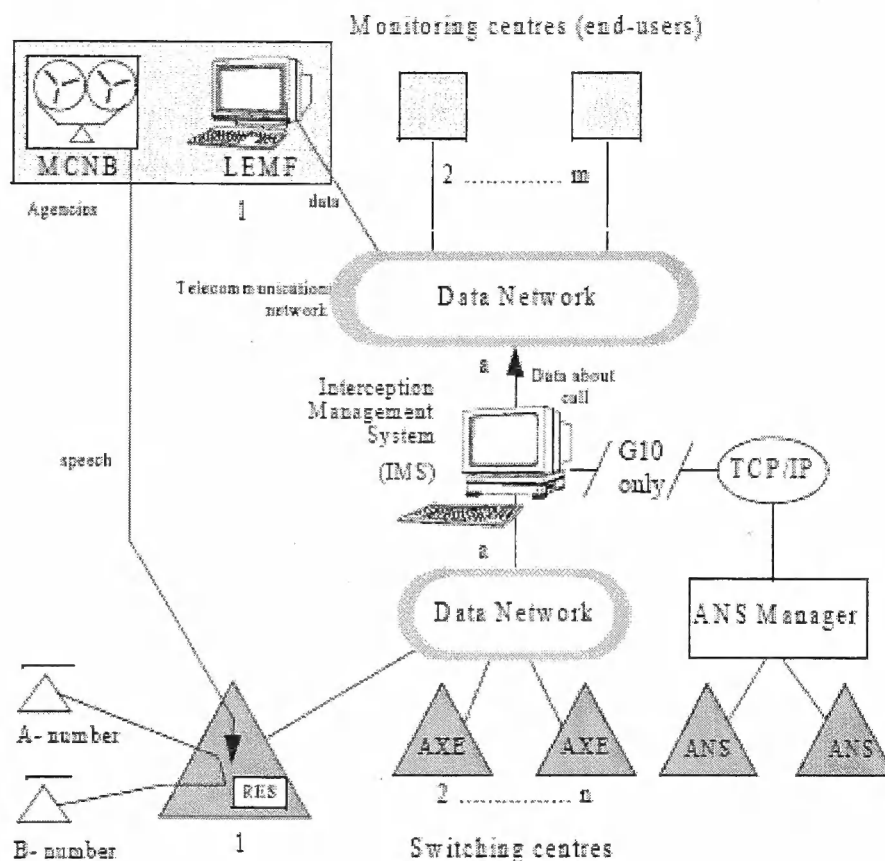 Monitoring centres (end-users)
MCNB
LEMF
Agencies
1
data
2 ............. m
Telecommunications
network
Data Network
a
Data about
call
Interception
Management
System
(IMS)
speech
G10
only
TCP/IP
a
Data Network
ANS Manager
A- number
B- number
RES
1
AXE
AXE
2 ............. n
ANS
ANS
Switching centres